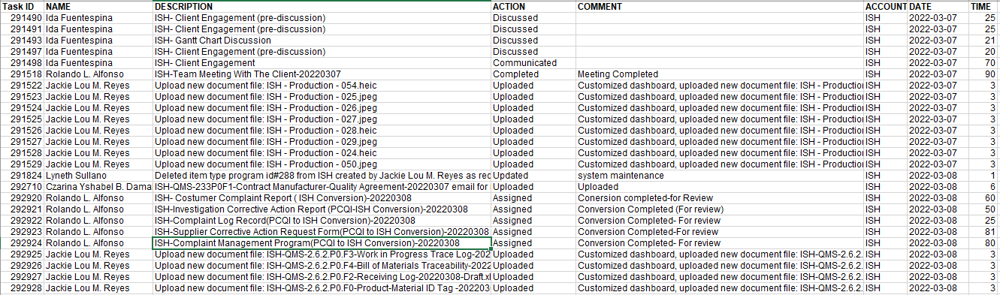 Task ID NAME DESCRIPTION ACTION COMMENT ACCOUNT DATE TIME
291490 Ida Fuentespina ISH- Client Engagement (pre-discussion) Discussed ISH 2022-03-07 25
291491 Ida Fuentespina ISH- Client Engagement (pre-discussion) Discussed ISH 2022-03-07 25
291493 Ida Fuentespina ISH- Gantt Chart Discussion Discussed ISH 2022-03-07 21
291497 Ida Fuentespina ISH- Client Engagement (pre-discussion) Discussed ISH 2022-03-07 20
291498 Ida Fuentespina ISH- Client Engagement Communicated ISH 2022-03-07 70
291518 Rolando L. Alfonso ISH-Team Meeting With The Client-20220307 Completed Meeting Completed ISH 2022-03-07 90
291522 Jackie Lou M. Reyes Upload new document file: ISH - Production - 054.heic Uploaded Customized dashboard, uploaded new document file: ISH - Production ISH 2022-03-07 3
291523 Jackie Lou M. Reyes Upload new document file: ISH - Production - 025.jpeg Uploaded Customized dashboard, uploaded new document file: ISH - Production ISH 2022-03-07 3
291524 Jackie Lou M. Reyes Upload new document file: ISH - Production - 026.jpeg Uploaded Customized dashboard, uploaded new document file: ISH - Production ISH 2022-03-07 3
291525 Jackie Lou M. Reyes Upload new document file: ISH - Production - 027.jpeg Uploaded Customized dashboard, uploaded new document file: ISH - Production ISH 2022-03-07 3
291526 Jackie Lou M. Reyes Upload new document file: ISH - Production - 028.heic Uploaded Customized dashboard, uploaded new document file: ISH - Production ISH 2022-03-07 3
291527 Jackie Lou M. Reyes Upload new document file: ISH - Production - 029.jpeg Uploaded Customized dashboard, uploaded new document file: ISH - Production ISH 2022-03-07 3
291528 Jackie Lou M. Reyes Upload new document file: ISH - Production - 024.heic Uploaded Customized dashboard, uploaded new document file: ISH - Production ISH 2022-03-07 3
291529 Jackie Lou M. Reyes Upload new document file: ISH - Production - 050.jpeg Uploaded Customized dashboard, uploaded new document file: ISH - Production ISH 2022-03-07 3
291824 Lyneth Sullano Deleted item type program id#288 from ISH created by Jackie Lou M. Reyes as rec Updated system maintenance ISH 2022-03-08 1
292710 Czarina Yshabel B. Dama ISH-QMS-233P0F1-Contract Manufacturer-Quality Agreement-20220307 email for Uploaded Uploaded ISH 2022-03-08 6
292920 Rolando L. Alfonso ISH- Costumer Complaint Report ( ISH Conversion)-20220308 Assigned Conersion completed-for Review ISH 2022-03-08 60
292921 Rolando L. Alfonso ISH-Investigation Corrective Action Report (PCQI-ISH Conversion)-20220308 Assigned Conversion Completed (For review) ISH 2022-03-08 50
292922 Rolando L. Alfonso ISH-Complaint Log Record(PCQI to ISH Conversion)-20220308 Assigned Conversion Completed- For review ISH 2022-03-08 25
292923 Rolando L. Alfonso ISH-Supplier Corrective Action Request Form(PCQI to ISH Conversion)-20220308 Assigned Conversion Completed-For Review ISH 2022-03-08 81
292924 Rolando L. Alfonso ISH-Complaint Management Program(PCQI to ISH Conversion)-20220308 Assigned Conversion Completed- For review ISH 2022-03-08 80
292925 Jackie Lou M. Reyes Upload new document file: ISH-QMS-2.6.2.P0.F3-Work in Progress Trace Log-202 Uploaded Customized dashboard, uploaded new document file: ISH-QMS-2.6.2. ISH 2022-03-08 3
292926 Jackie Lou M. Reyes Upload new document file: ISH-QMS-2.6.2.P0.F4-Bill of Materials Traceability-2022 Uploaded Customized dashboard, uploaded new document file: ISH-QMS-2.6.2. ISH 2022-03-08 3
292927 Jackie Lou M. Reyes Upload new document file: ISH-QMS-2.6.2.P0.F2-Receiving Log-20220308-Draft.xl Uploaded Customized dashboard, uploaded new document file: ISH-QMS-2.6.2. ISH 2022-03-08 3
292928 Jackie Lou M. Reyes Upload new document file: ISH-QMS-2.6.2.P0.F0-Product-Material ID Tag -202203 Uploaded Customized dashboard, uploaded new document file: ISH-QMS-2.6.2. ISH 2022-03-08 3